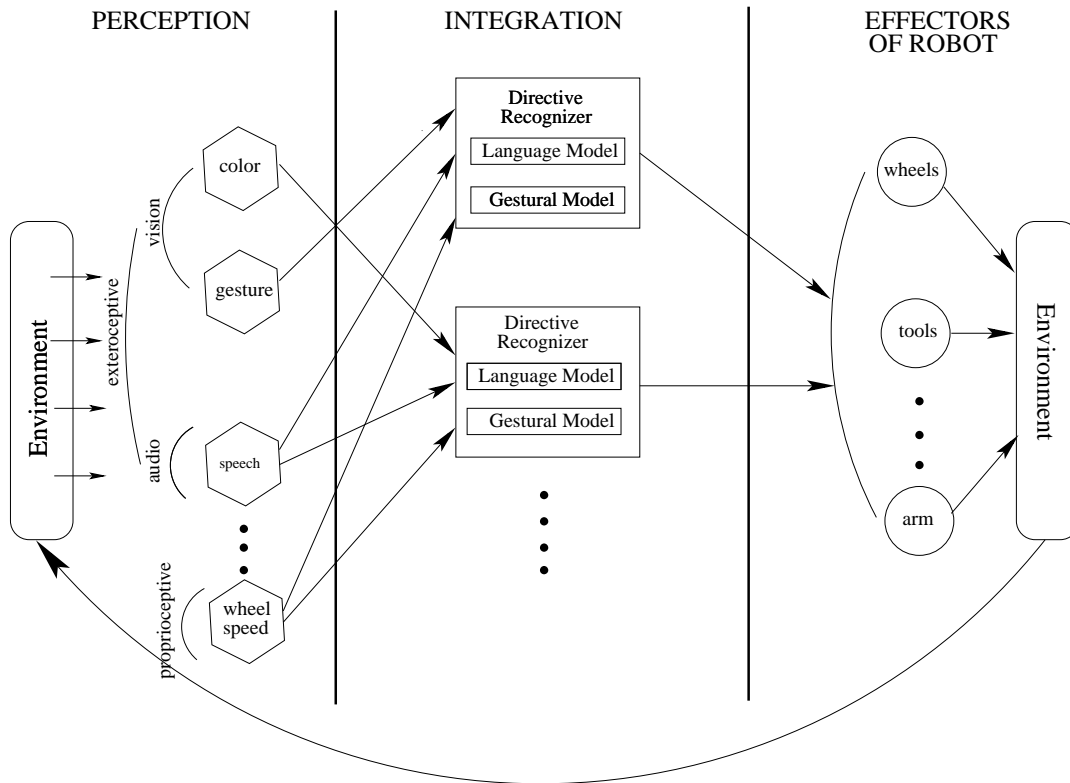 PERCEPTION
INTEGRATION
EFFECTORS
OF ROBOT
Environment
exteroceptive
vision
color
gesture
audio
speech
proprioceptive
wheel
speed
Directive
Recognizer
Language Model
Gestural Model
Directive
Recognizer
Language Model
Gestural Model
wheels
tools
arm
Environment